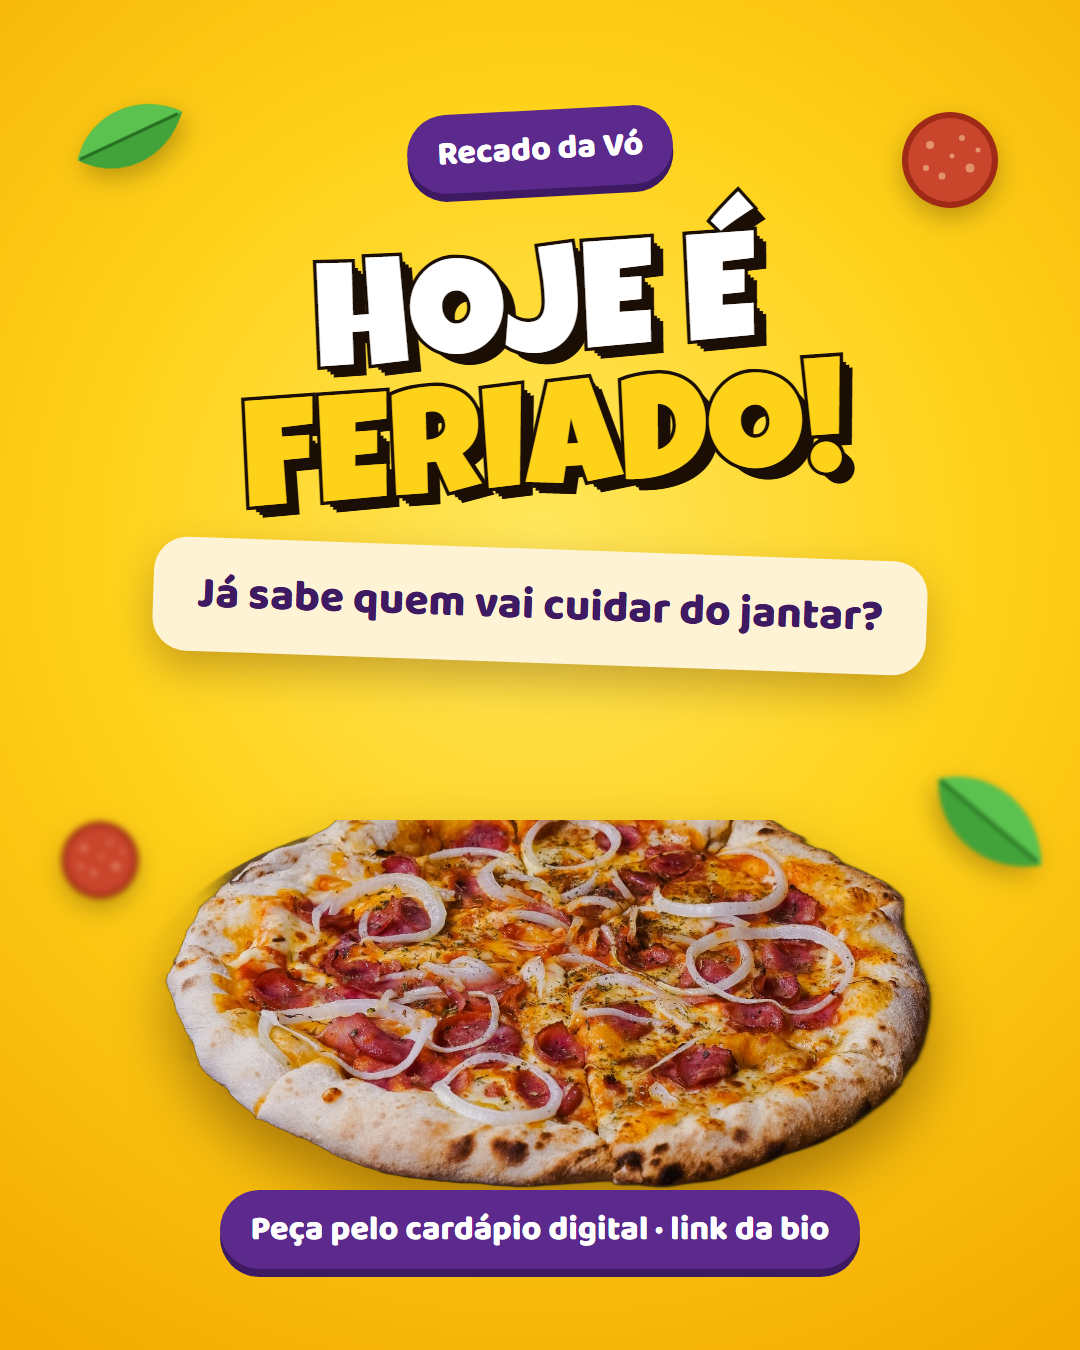 Recado da Vó
HOJE É
FERIADO!
Já sabe quem vai cuidar do jantar?
Peça pelo cardápio digital · link da bio